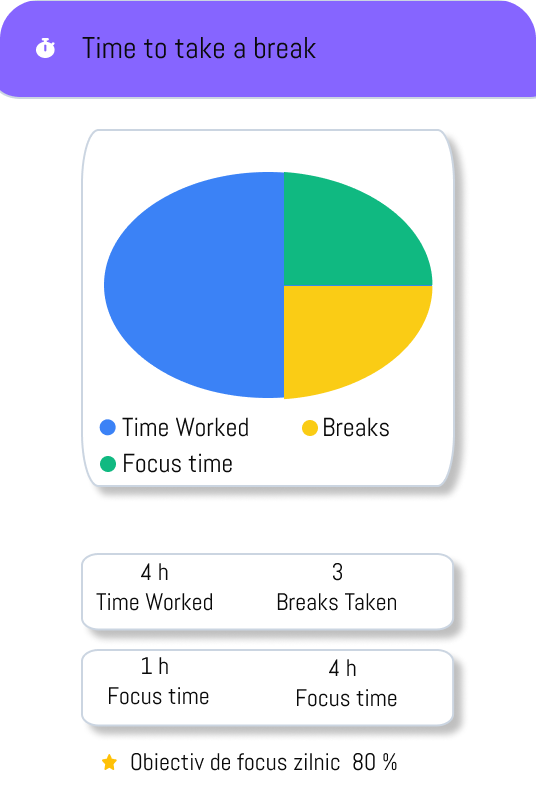 Time to take a break
Time Worked
Breaks
Focus time
4 h
3
Time Worked
Breaks Taken
1 h
4 h
Focus time
Focus time
Obiectiv de focus zilnic 80 %